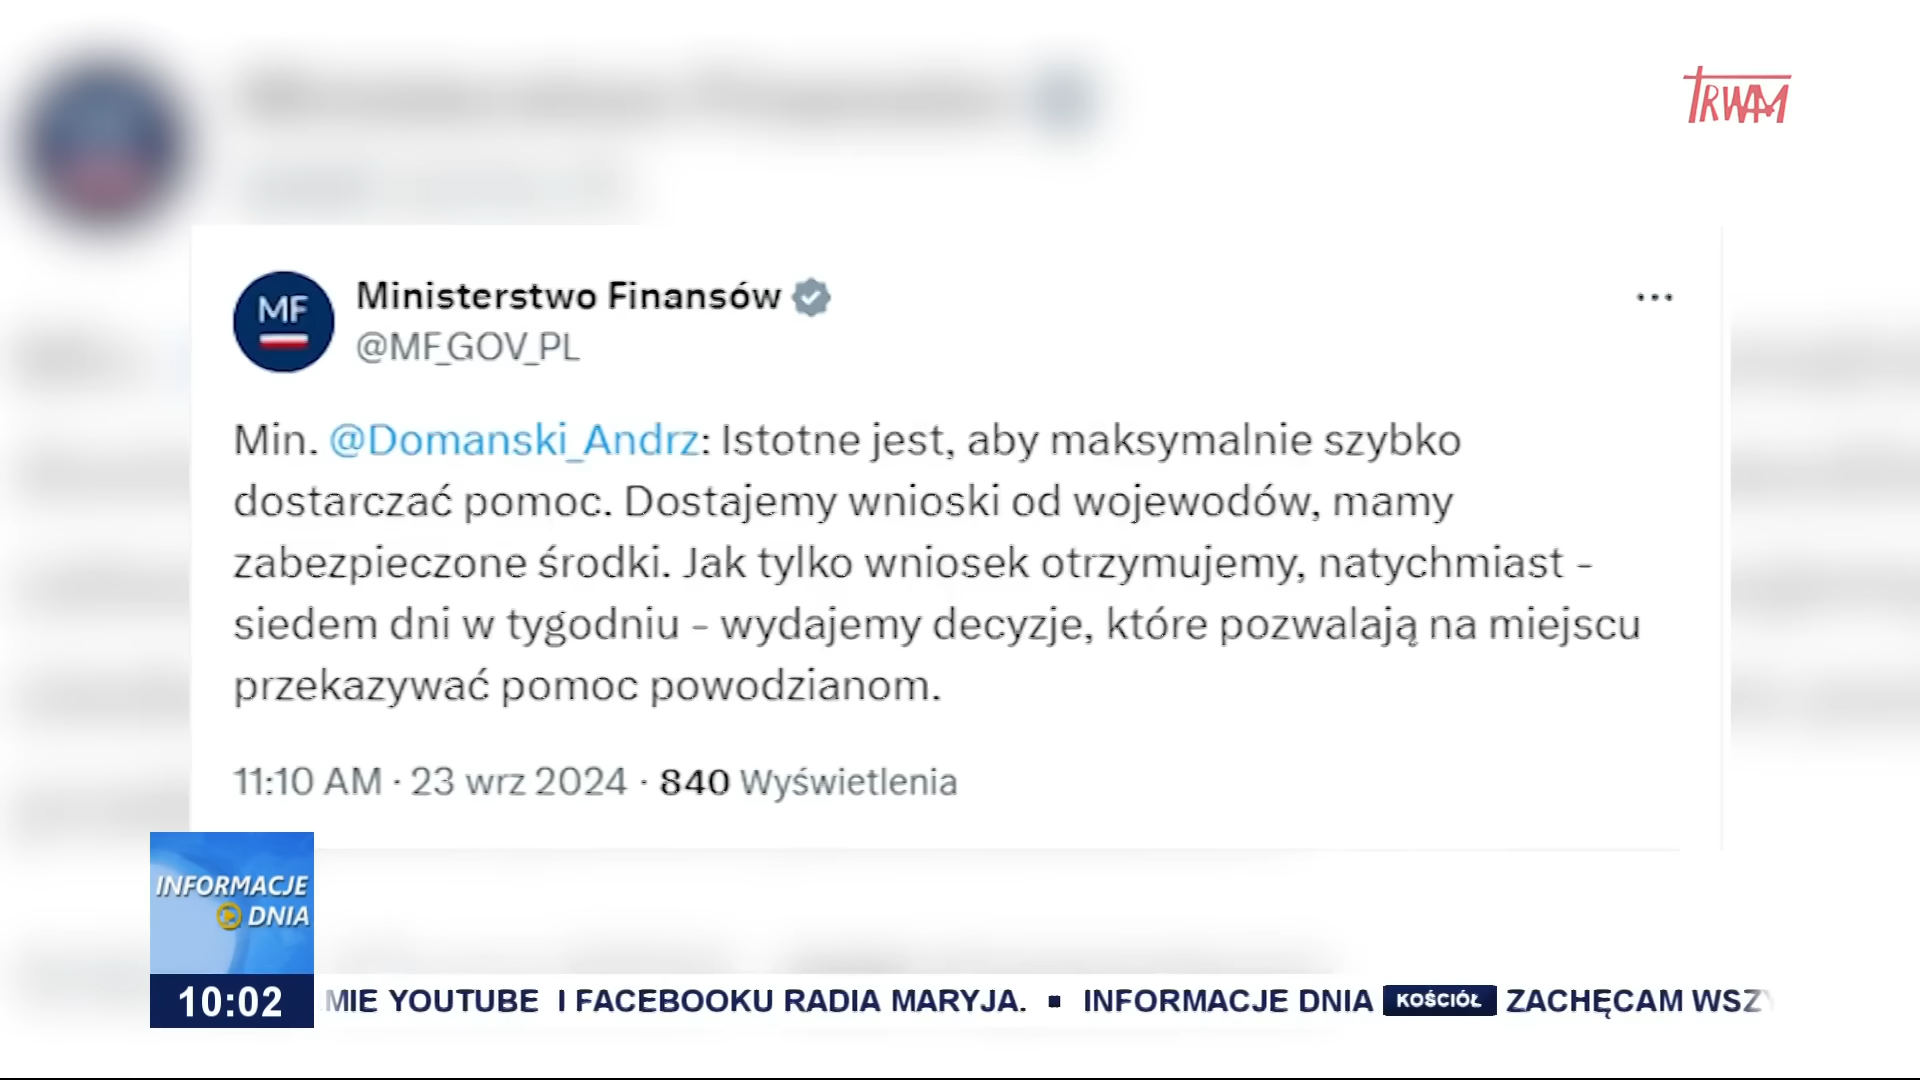 TRWAM
MF
Ministerstwo Finansów
@MF_GOV_PL
Min. @Domanski_Andrz: Istotne jest, aby maksymalnie szybko
dostarczać pomoc. Dostajemy wnioski od wojewodów, mamy
zabezpieczone środki. Jak tylko wniosek otrzymujemy, natychmiast -
siedem dni w tygodniu - wydajemy decyzje, które pozwalają na miejscu
przekazywać pomoc powodzianom.
11:10 AM · 23 wrz 2024 · 840 Wyświetlenia
INFORMACJE
DNIA
10:02
MIE YOUTUBE I FACEBOOKU RADIA MARYJA. ▪ INFORMACJE DNIA KOŚCIÓŁ ZACHĘCAM WSZY